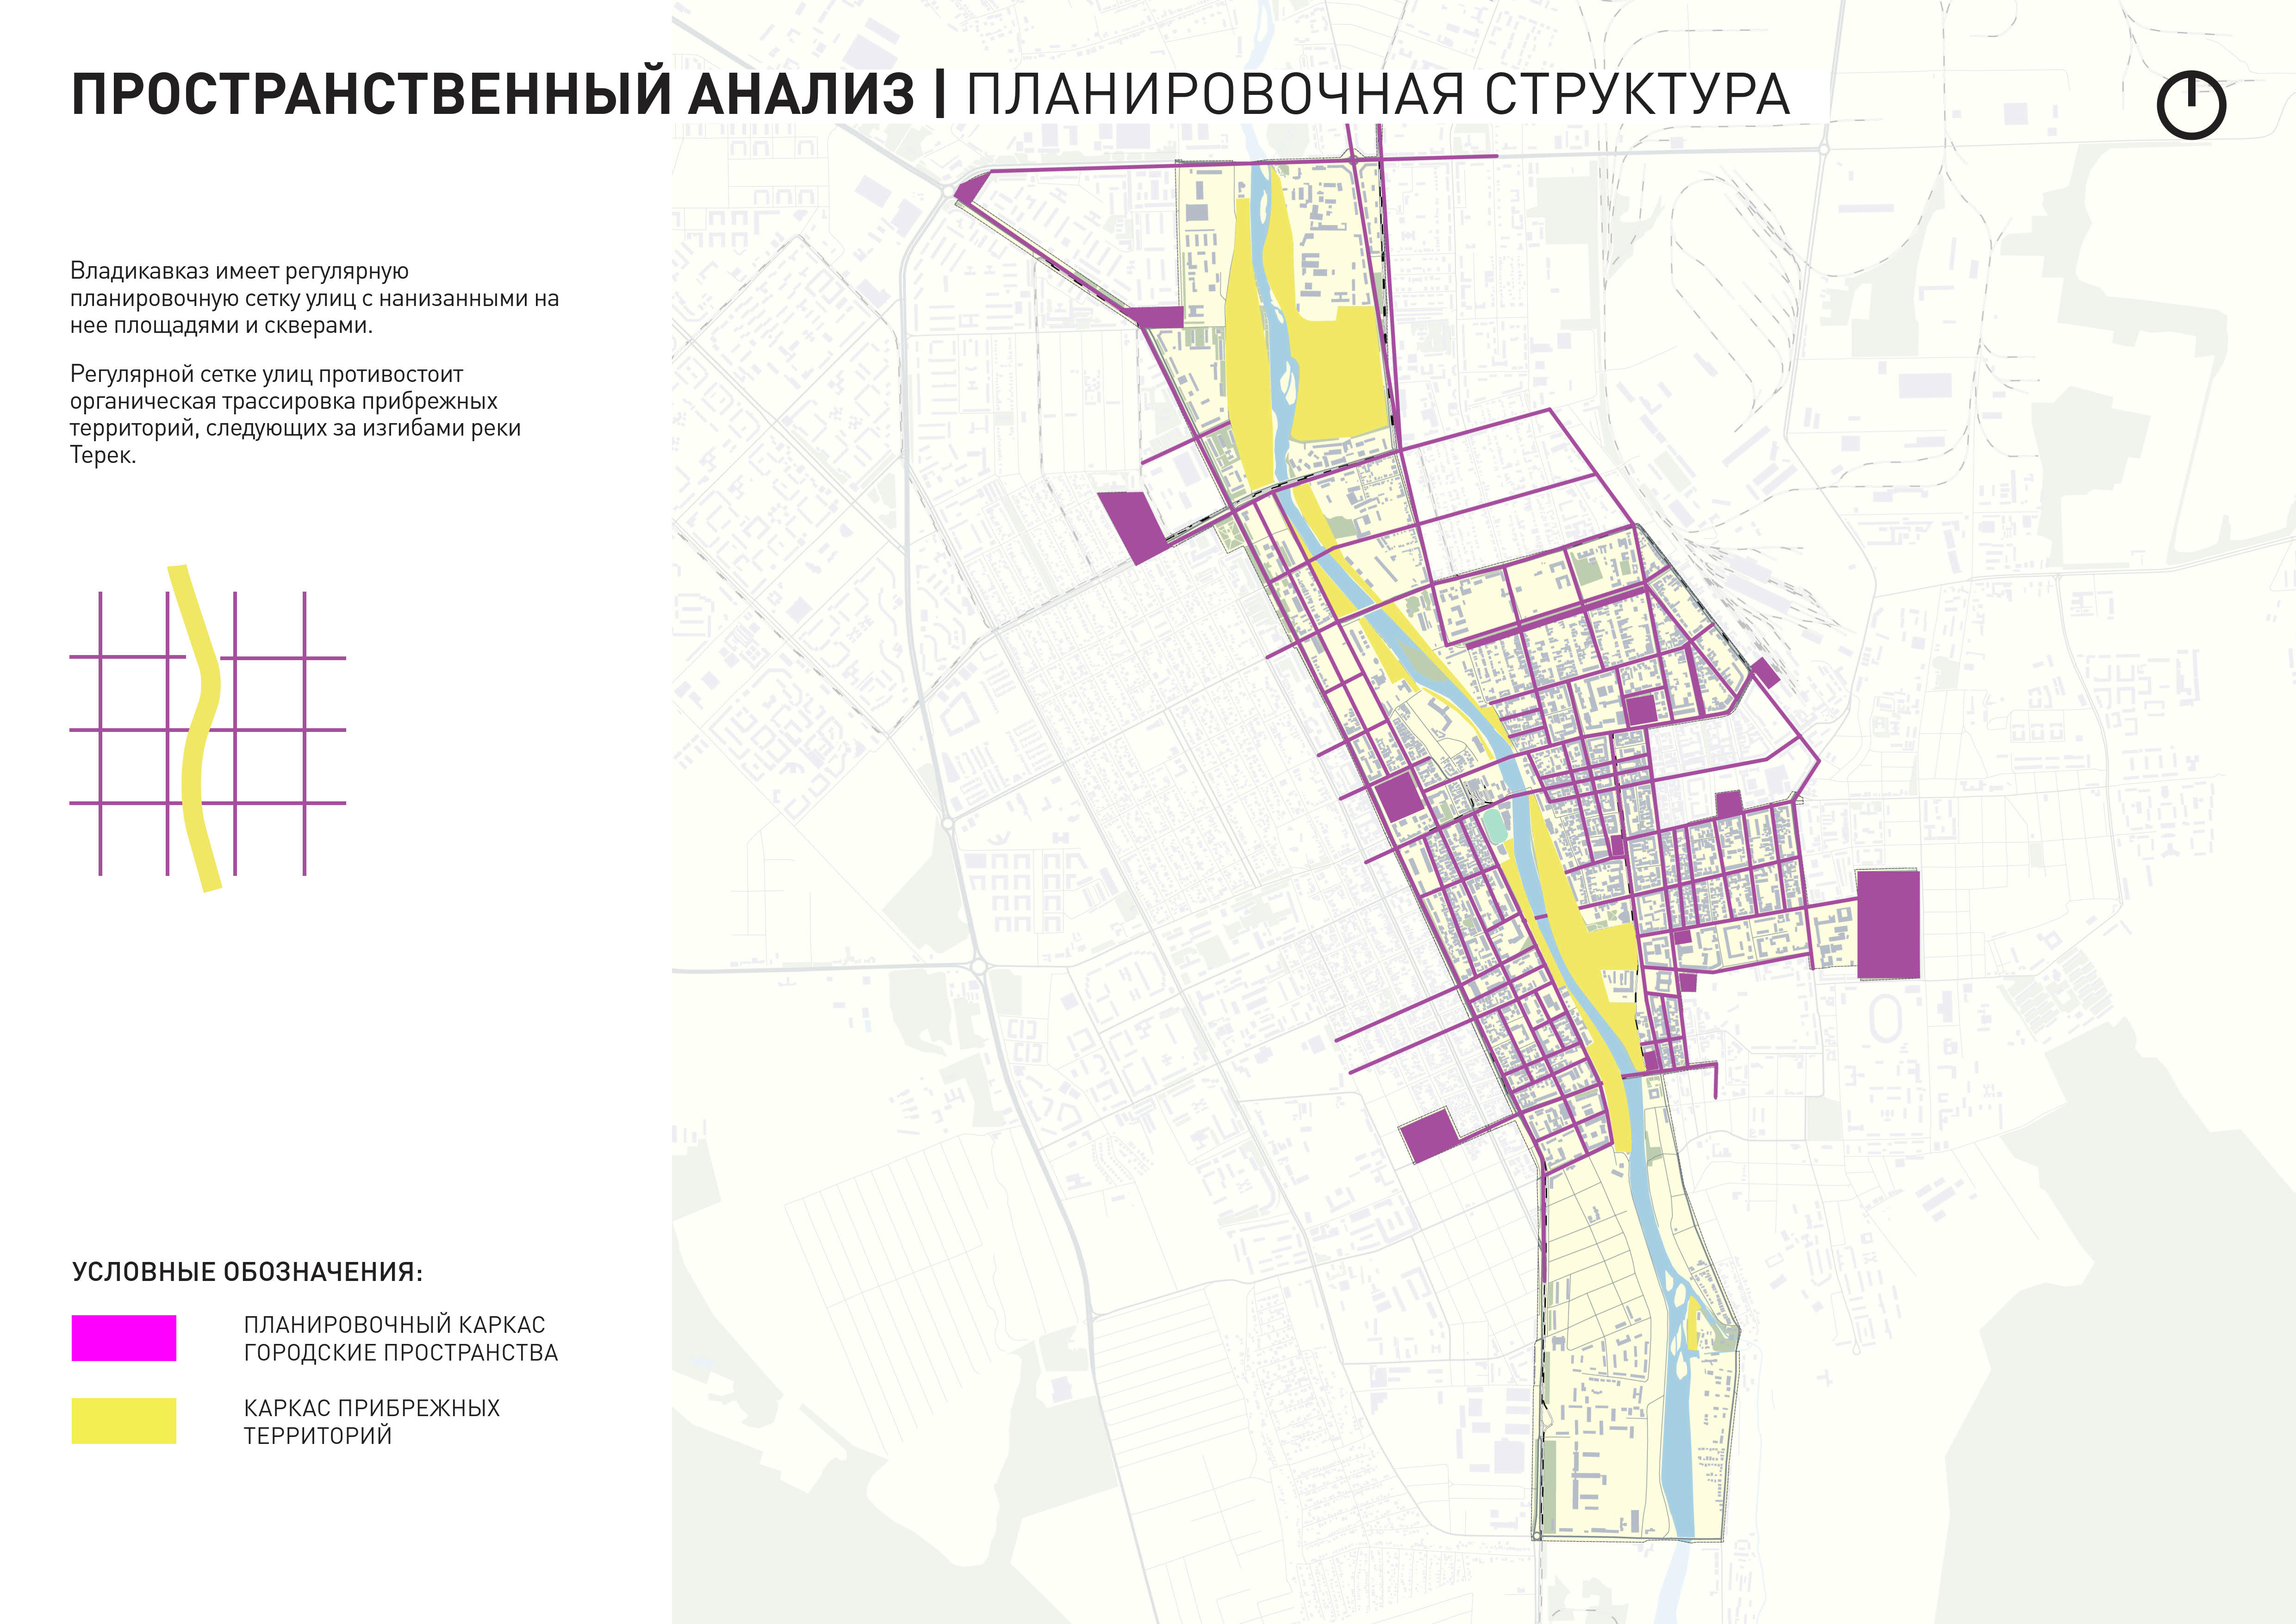 ПРОСТРАНСТВЕННЫЙ АНАЛИЗ | ПЛАНИРОВОЧНАЯ СТРУКТУРА
Владикавказ имеет регулярную
планировочную сетку улиц с нанизанными на
нее площадями и скверами.
Регулярной сетке улиц противостоит
органическая трассировка прибрежных
территорий, следующих за изгибами реки
Терек.
УСЛОВНЫЕ ОБОЗНАЧЕНИЯ:
ПЛАНИРОВОЧНЫЙ КАРКАС
ГОРОДСКИЕ ПРОСТРАНСТВА
КАРКАС ПРИБРЕЖНЫХ
ТЕРРИТОРИЙ